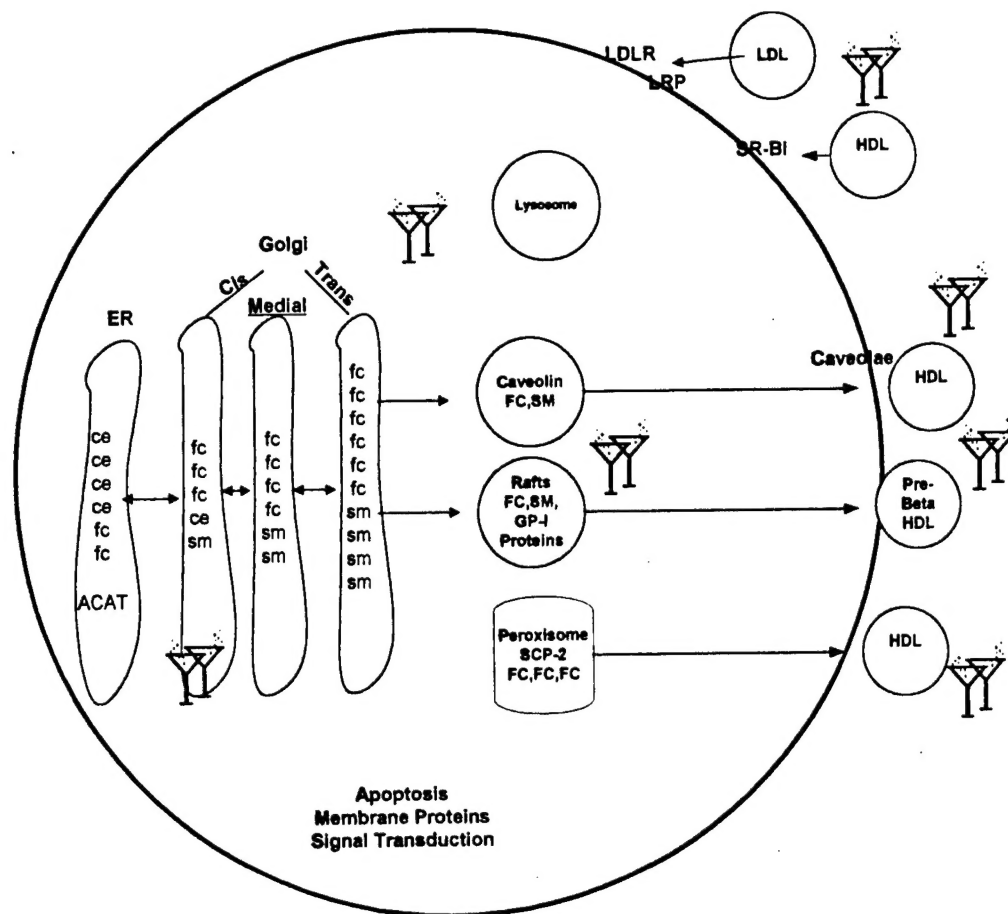 LDLR
LRP
LDL
SR-BI
HDL
Lysosome
Golgi
Cis
Medial
Trans
ER
ce
ce
ce
ce
fc
fc
ACAT
fc
fc
fc
ce
sm
fc
fc
fc
fc
sm
sm
fc
fc
fc
fc
fc
fc
sm
sm
sm
sm
Caveolin
FC,SM
Caveolae
HDL
Rafts
FC,SM,
GP-I
Proteins
Pre-
Beta
HDL
Peroxisome
SCP-2
FC,FC,FC
HDL
Apoptosis
Membrane Proteins
Signal Transduction